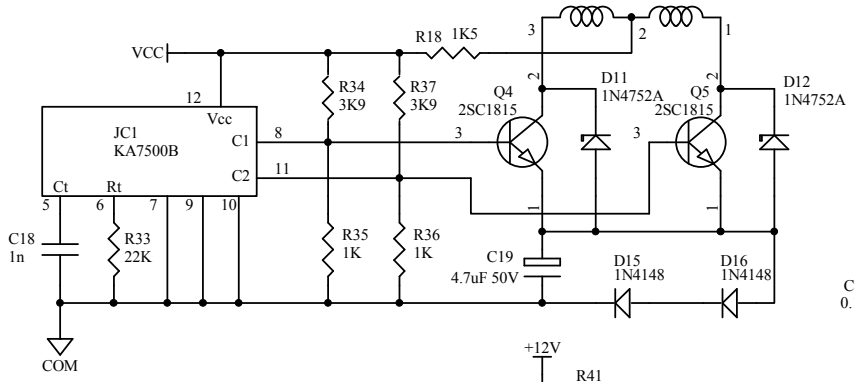 R18 1K5
3 2 1
VCC
R34
3K9
R37
3K9
Q4
2SC1815
2
D11
1N4752A
Q5
2SC1815
2
D12
1N4752A
12
Vcc
JC1
KA7500B
C1 8
3
3
C2 11
Ct Rt
5 6 7 9 10
C18
1n
R33
22K
R35
1K
R36
1K
1
1
C19
4.7uF 50V
D15
1N4148
D16
1N4148
C
0.
COM
+12V
R41